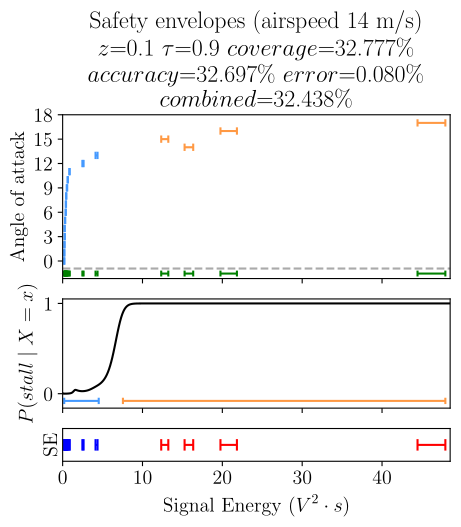 Safety envelopes (airspeed 14 m/s)
z=0.1 τ=0.9 coverage=32.777%
accuracy=32.697% error=0.080%
combined=32.438%
18
15
12
9
6
3
0
Angle of attack
1
0
P(stall | X = x)
SE
0 10 20 30 40
Signal Energy (V² · s)